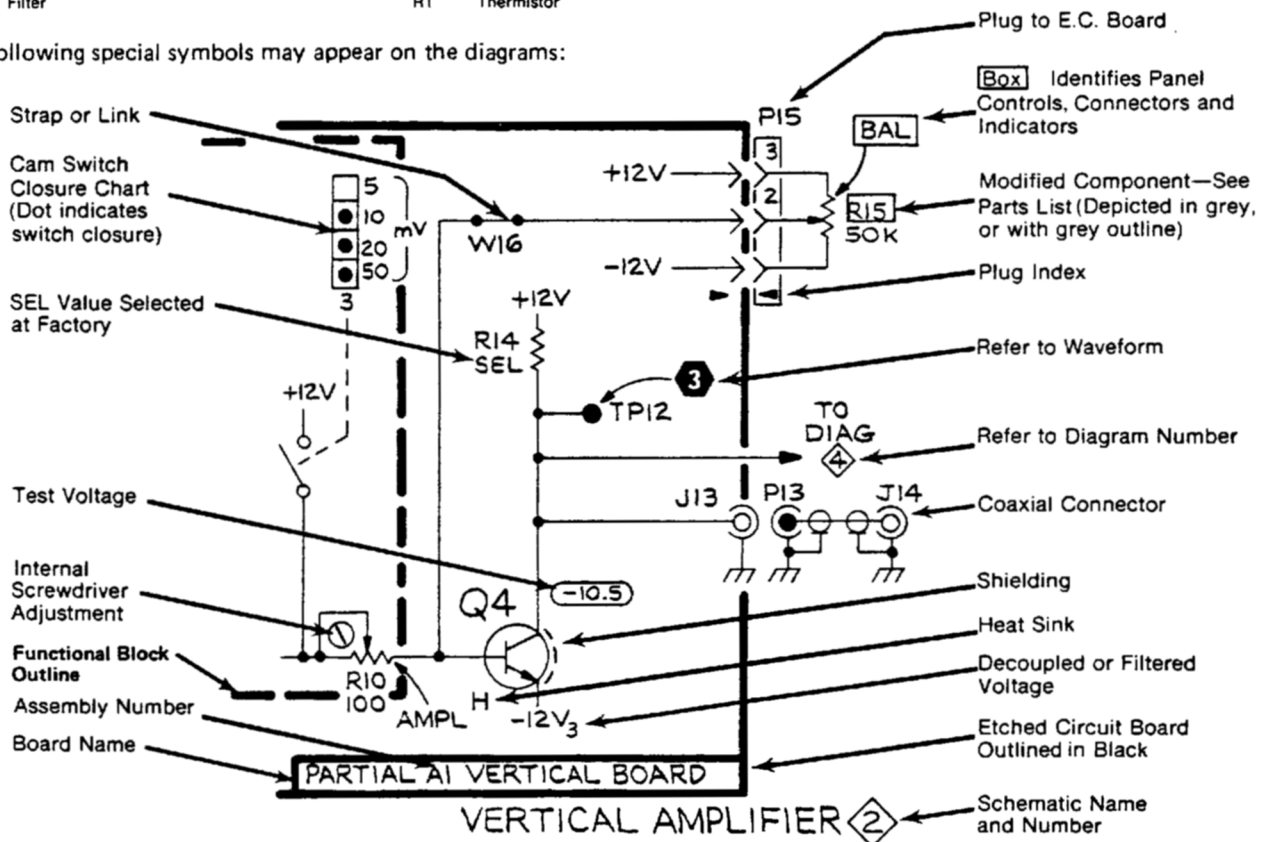 Filter
RT Thermistor
ollowing special symbols may appear on the diagrams:
Plug to E.C. Board
Box Identifies Panel
Controls, Connectors and
Indicators
Strap or Link
P15
BAL
Cam Switch
Closure Chart
(Dot indicates
switch closure)
5
10
20
50
mV
3
+12V
3
2
-12V
W16
R15
50K
Modified Component—See
Parts List (Depicted in grey,
or with grey outline)
Plug Index
SEL Value Selected
at Factory
+12V
R14
SEL
3
TP12
Refer to Waveform
+12V
TO
DIAG
4
Refer to Diagram Number
Test Voltage
J13
P13
J14
Coaxial Connector
Internal
Screwdriver
Adjustment
-10.5
Q4
Shielding
Heat Sink
Functional Block
Outline
R10
100
AMPL
H
-12V3
Decoupled or Filtered
Voltage
Assembly Number
Board Name
PARTIAL A1 VERTICAL BOARD
Etched Circuit Board
Outlined in Black
VERTICAL AMPLIFIER 2
Schematic Name
and Number